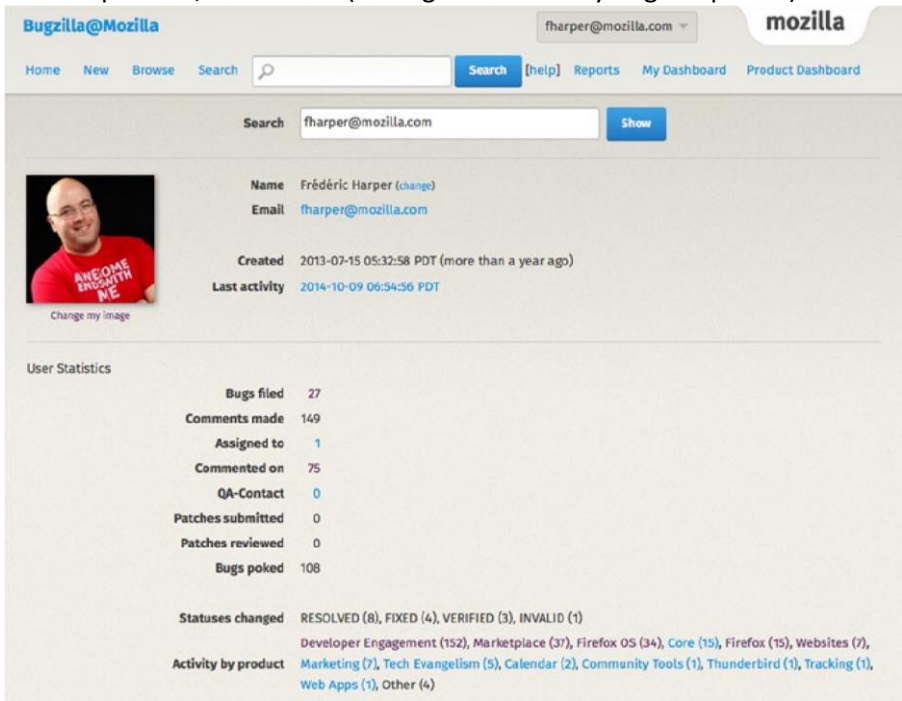 Bugzilla@Mozilla
fharper@mozilla.com
mozilla
Home New Browse Search Search [help] Reports My Dashboard Product Dashboard
Search fharper@mozilla.com Show
Name Frédéric Harper (change)
Email fharper@mozilla.com
Created 2013-07-15 05:32:58 PDT (more than a year ago)
AWESOME
ENDSWITH
ME
Last activity 2014-10-09 06:54:56 PDT
Change my image
User Statistics
Bugs filed 27
Comments made 149
Assigned to 1
Commented on 75
QA-Contact 0
Patches submitted 0
Patches reviewed 0
Bugs poked 108
Statuses changed RESOLVED (8), FIXED (4), VERIFIED (3), INVALID (1)
Activity by product Developer Engagement (152), Marketplace (37), Firefox OS (34), Core (15), Firefox (15), Websites (7),
Marketing (7), Tech Evangelism (5), Calendar (2), Community Tools (1), Thunderbird (1), Tracking (1),
Web Apps (1), Other (4)